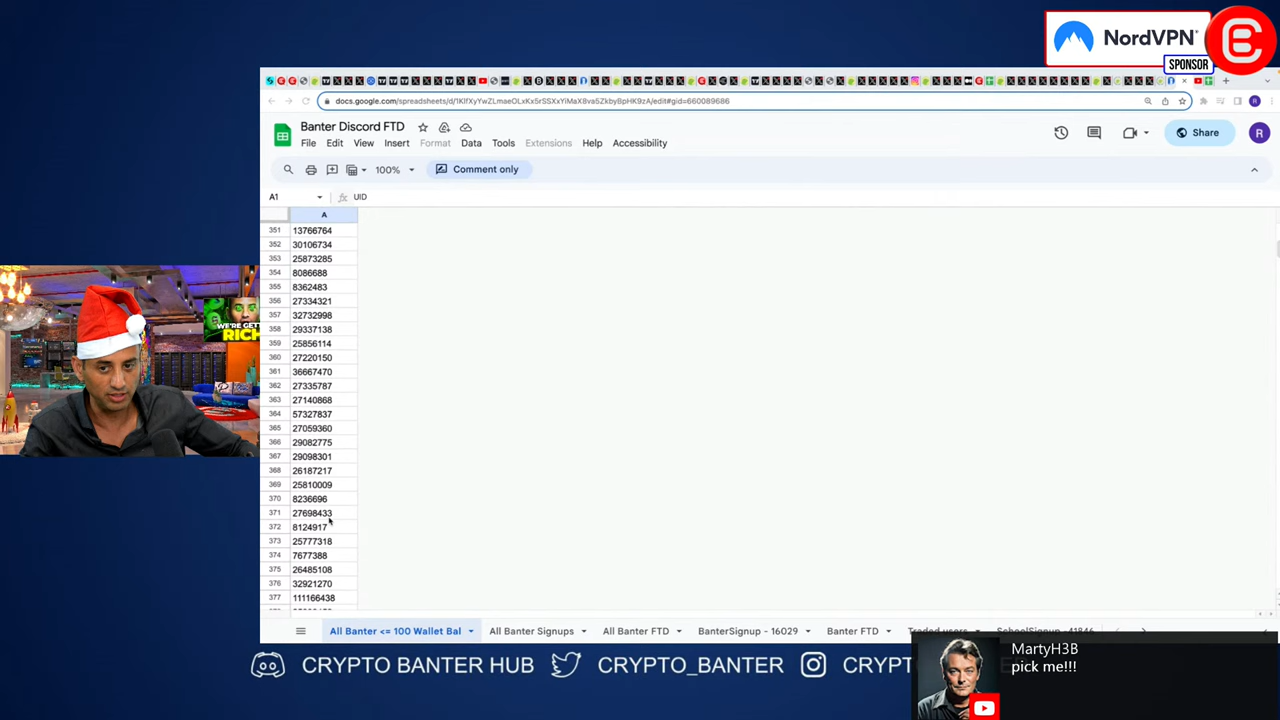 NordVPN®
SPONSOR
docs.google.com/spreadsheets/d/1KlfXyYwZLmaeOLxKx5rSSXxYiMaX8va5ZkbyBpHK9zA/edit#gid=660089686
Banter Discord FTD
File Edit View Insert Format Data Tools Extensions Help Accessibility
Share
R
100%
Comment only
A1
UID
A
351 13766764
352 30106734
353 25873285
354 8086688
355 8362483
356 27334321
357 32732998
358 29337138
359 25856114
360 27220150
361 36667470
362 27335787
363 27140868
364 57327837
365 27059360
366 29082775
367 29098301
368 26187217
369 25810009
370 8236696
371 27698433
372 8124917
373 25777318
374 7677388
375 26485108
376 32921270
377 111166438
All Banter <= 100 Wallet Bal All Banter Signups All Banter FTD BanterSignup - 16029 Banter FTD Traded users
WE'RE
RICH
CRYPTO BANTER HUB CRYPTO_BANTER
MartyH3B
pick me!!!